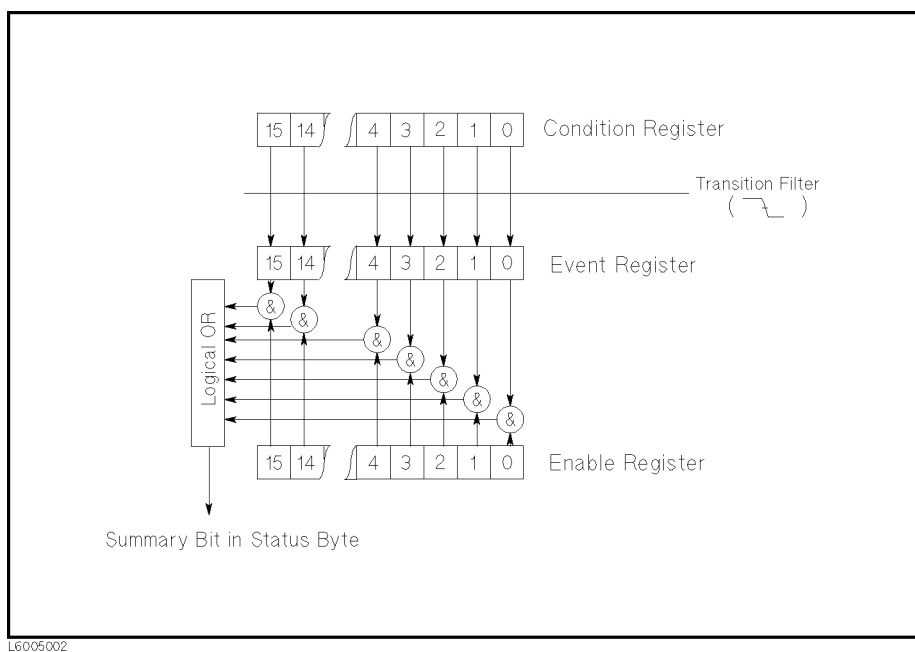 15 14 4 3 2 1 0 Condition Register
Transition Filter
( )
15 14 4 3 2 1 0 Event Register
& & & & & & &
Logical OR
15 14 4 3 2 1 0 Enable Register
Summary Bit in Status Byte
L6005002